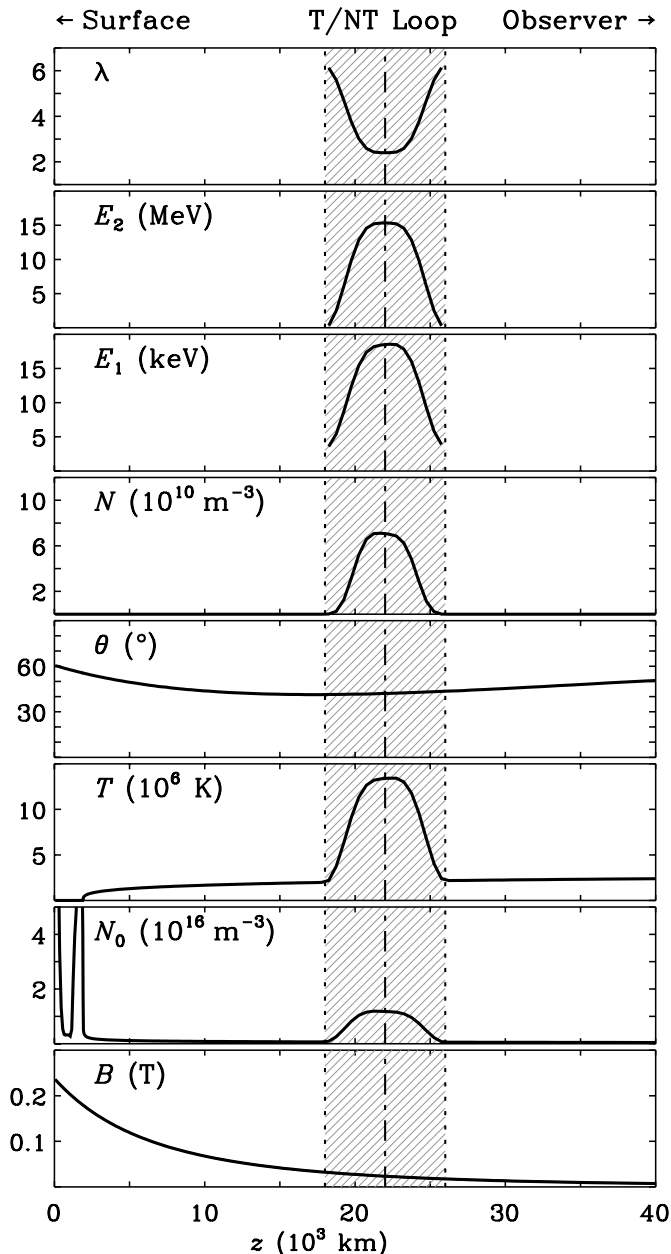 ← Surface T/NT Loop Observer →
λ
6
4
2
E₂ (MeV)
15
10
5
E₁ (keV)
15
10
5
N (10¹⁰ m⁻³)
10
6
2
θ (°)
60
30
T (10⁶ K)
10
5
N₀ (10¹⁶ m⁻³)
4
2
B (T)
0.2
0.1
0 10 20 30 40
z (10³ km)